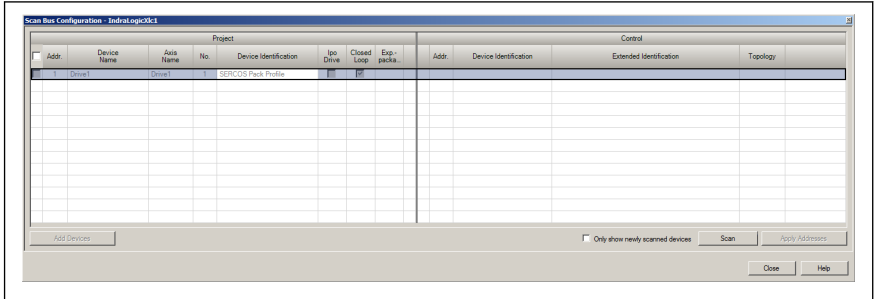 Scan Bus Configuration - IndraLogicXlc1
Project Control
Addr. Device Name Axis Name No. Device Identification Ipo Drive Closed Loop Exp.-packa... Addr. Device Identification Extended Identification Topology
1 Drive1 Drive1 1 SERCOS Pack Profile
Add Devices Only show newly scanned devices Scan Apply Addresses
Close Help